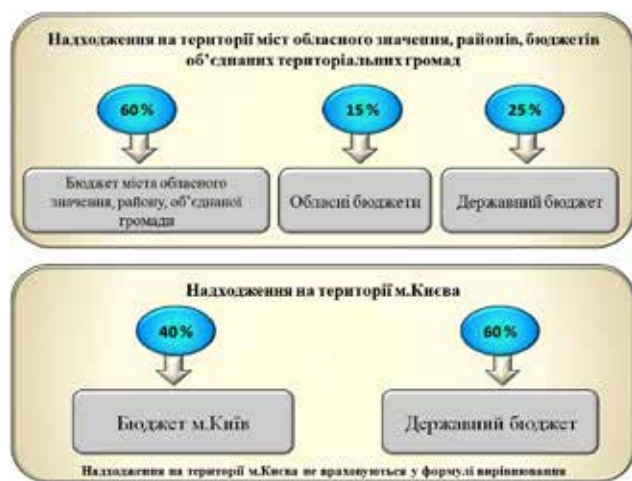 Надходження на території міст обласного значення, районів, бюджетів
об’єднаних територіальних громад
60 %
15 %
25 %
Бюджет міста обласного
значення, району, об’єднаної
громади
Обласні бюджети
Державний бюджет
Надходження на території м.Києва
40 %
60 %
Бюджет м.Київ
Державний бюджет
Надходження на території м.Києва не враховуються у формулі вирівнювання